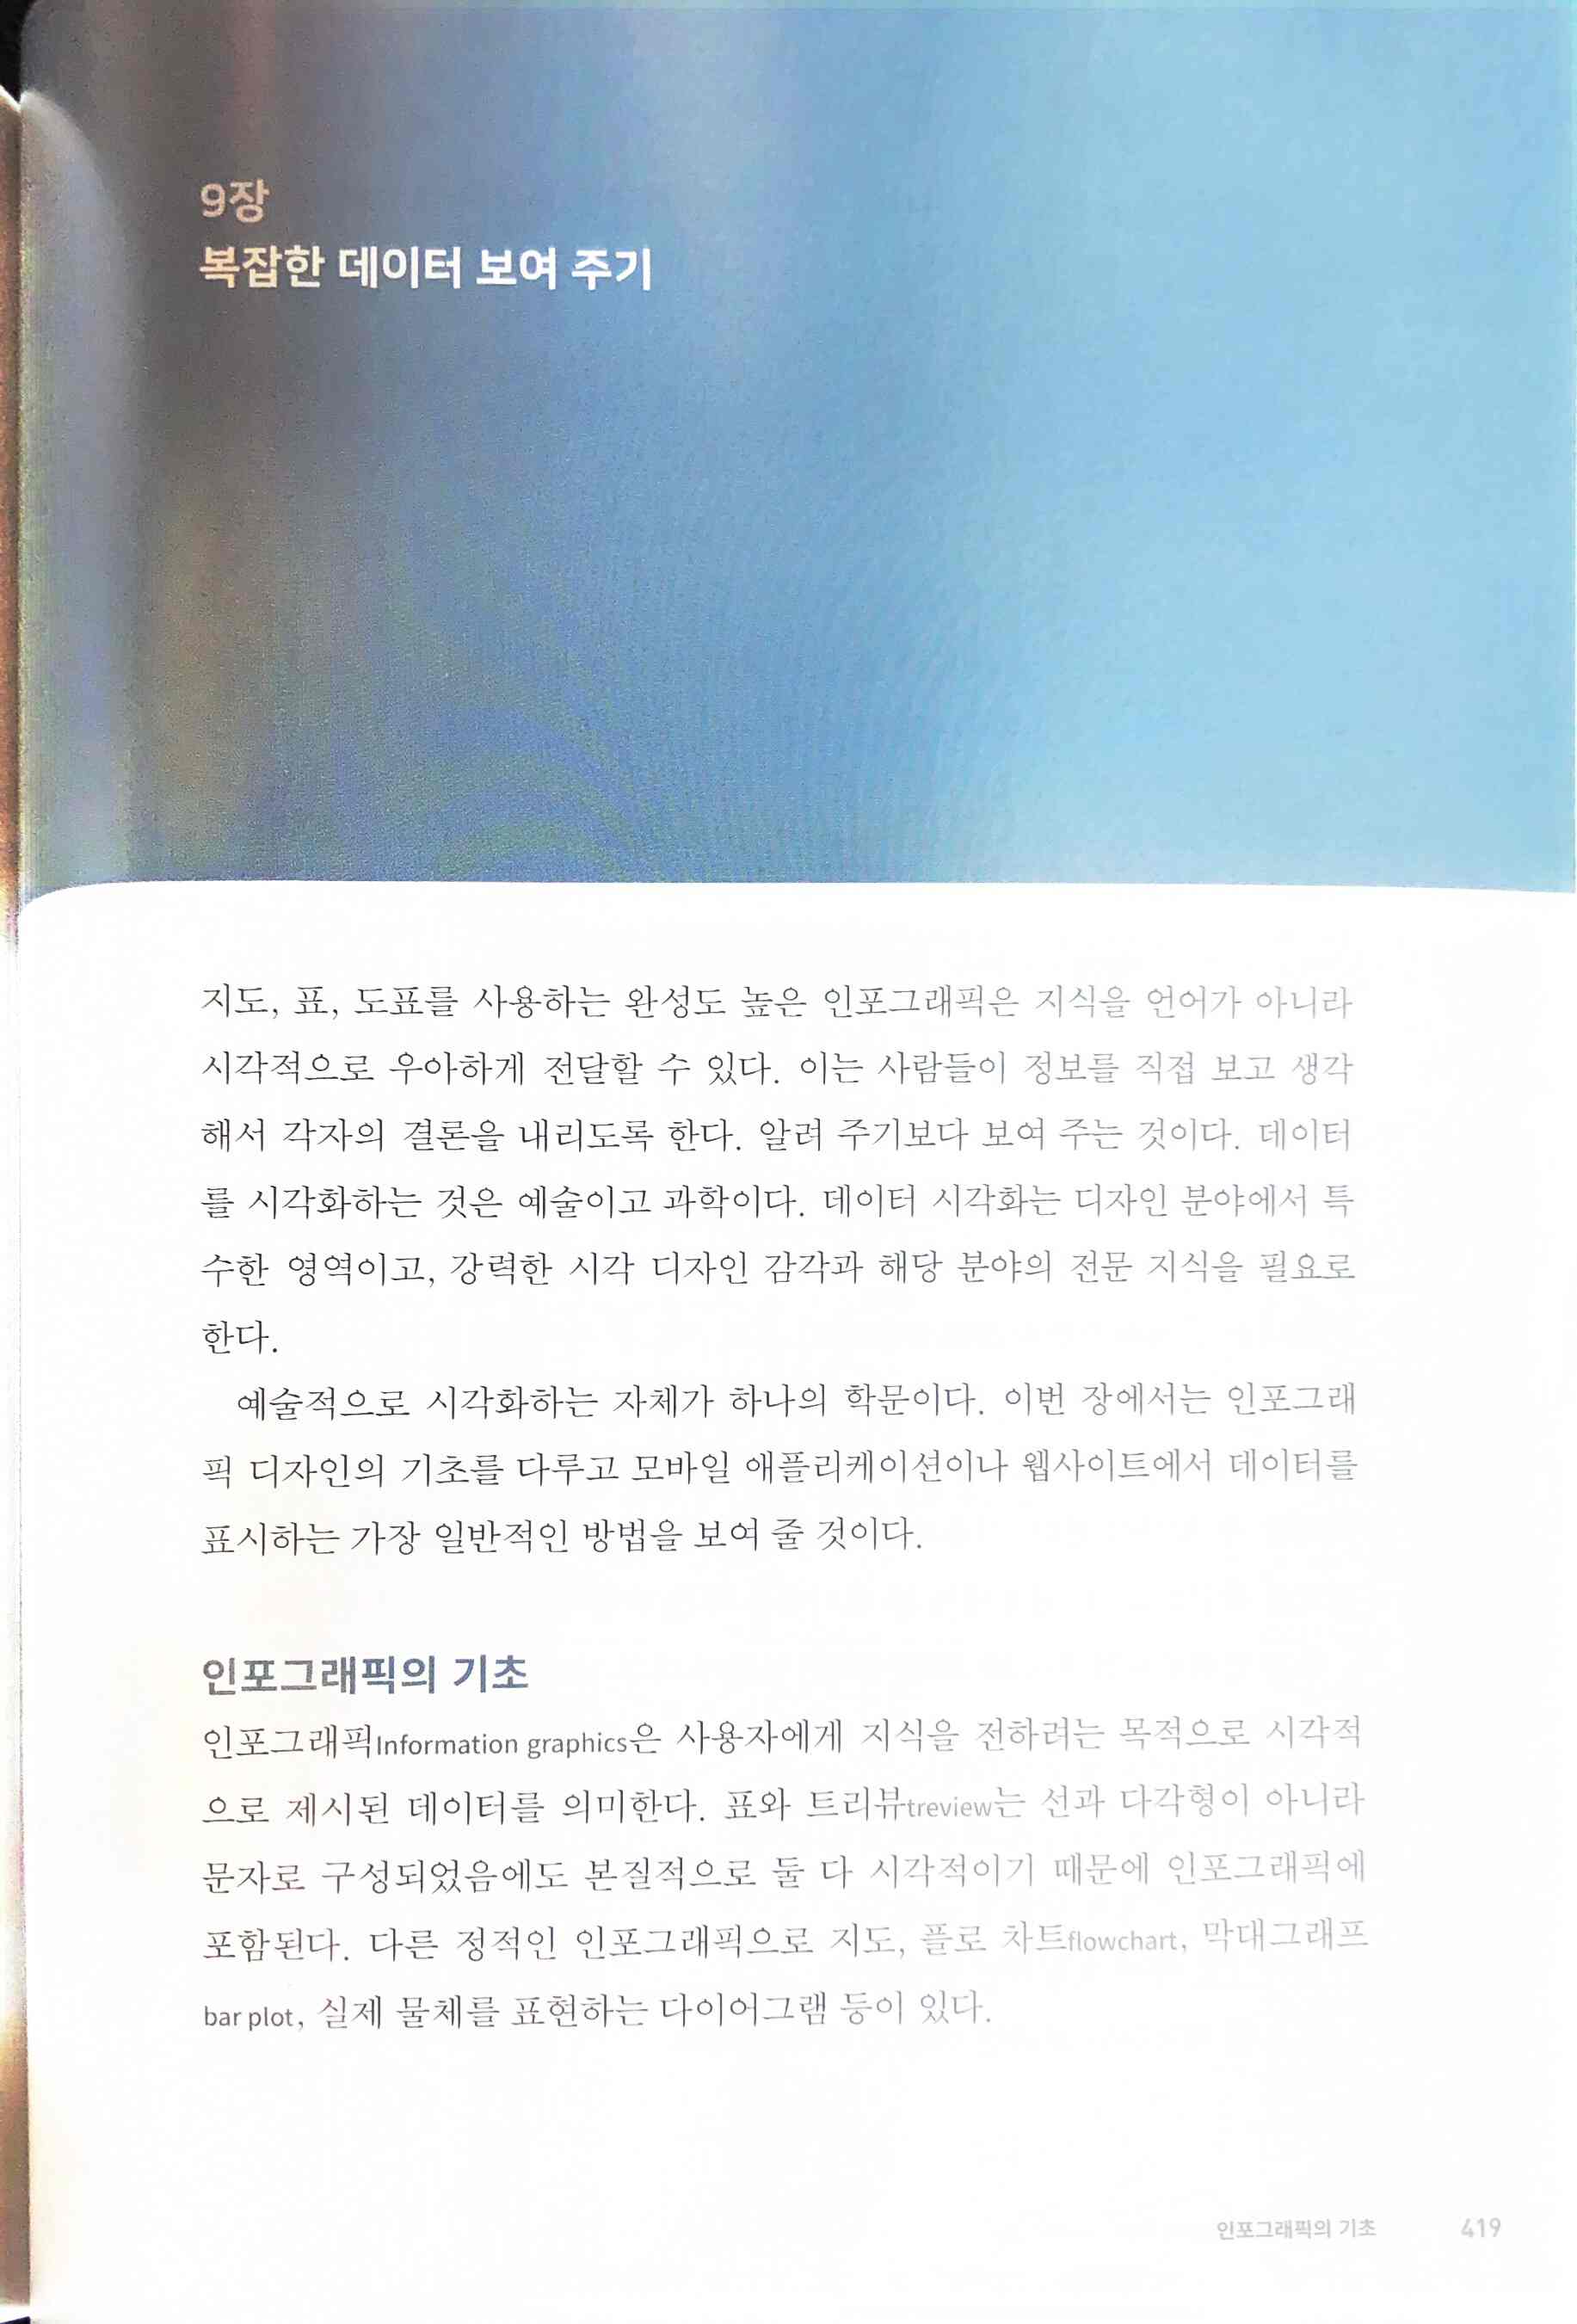 9장
복잡한 데이터 보여 주기
지도, 표, 도표를 사용하는 완성도 높은 인포그래픽은 지식을 언어가 아니라
시각적으로 우아하게 전달할 수 있다. 이는 사람들이 정보를 직접 보고 생각
해서 각자의 결론을 내리도록 한다. 알려 주기보다 보여 주는 것이다. 데이터
를 시각화하는 것은 예술이고 과학이다. 데이터 시각화는 디자인 분야에서 특
수한 영역이고, 강력한 시각 디자인 감각과 해당 분야의 전문 지식을 필요로
한다.
예술적으로 시각화하는 자체가 하나의 학문이다. 이번 장에서는 인포그래
픽 디자인의 기초를 다루고 모바일 애플리케이션이나 웹사이트에서 데이터를
표시하는 가장 일반적인 방법을 보여 줄 것이다.
인포그래픽의 기초
인포그래픽Information graphics은 사용자에게 지식을 전하려는 목적으로 시각적
으로 제시된 데이터를 의미한다. 표와 트리뷰treview는 선과 다각형이 아니라
문자로 구성되었음에도 본질적으로 둘 다 시각적이기 때문에 인포그래픽에
포함된다. 다른 정적인 인포그래픽으로 지도, 플로 차트flowchart, 막대그래프
bar plot, 실제 물체를 표현하는 다이어그램 등이 있다.
인포그래픽의 기초 419